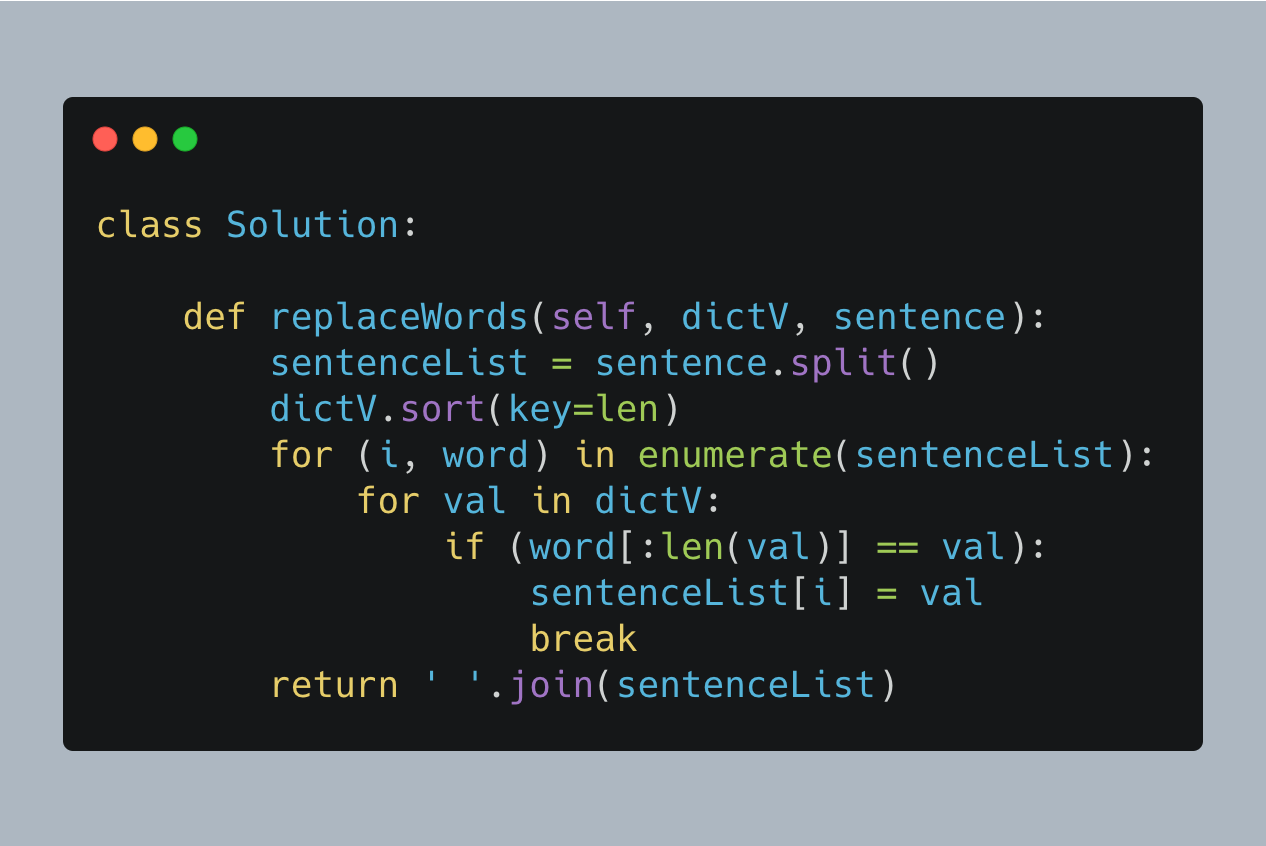 class Solution:

    def replaceWords(self, dictV, sentence):
        sentenceList = sentence.split()
        dictV.sort(key=len)
        for (i, word) in enumerate(sentenceList):
            for val in dictV:
                if (word[:len(val)] == val):
                    sentenceList[i] = val
                    break
        return ' '.join(sentenceList)